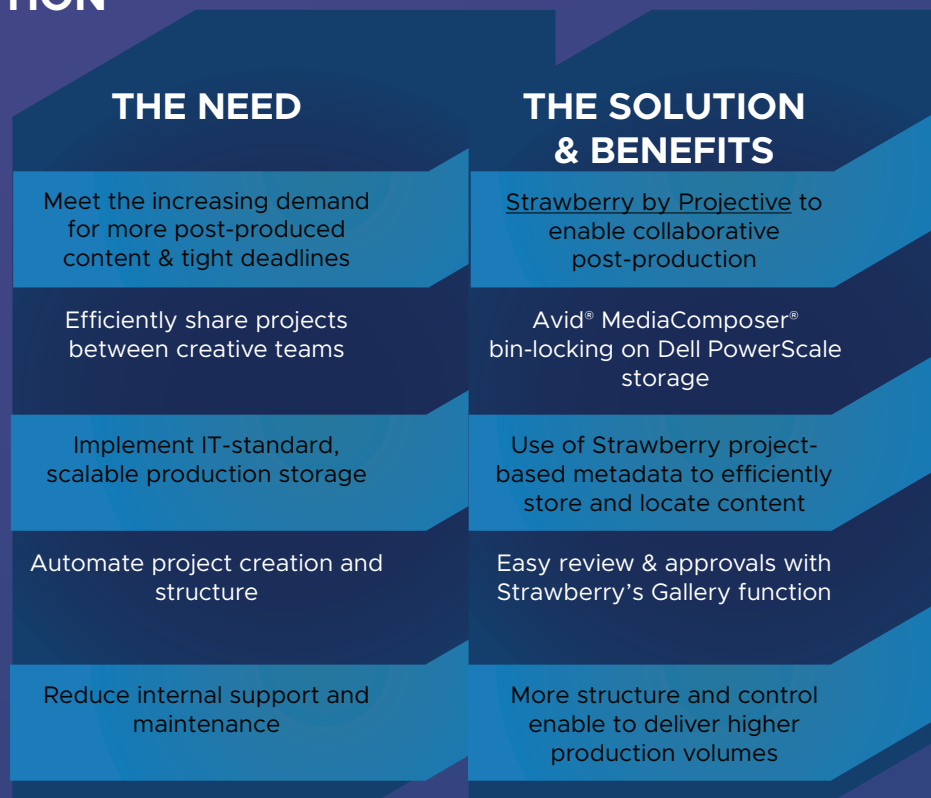 TION
THE NEED
Meet the increasing demand
for more post-produced
content & tight deadlines
Efficiently share projects
between creative teams
Implement IT-standard,
scalable production storage
Automate project creation and
structure
Reduce internal support and
maintenance
THE SOLUTION
& BENEFITS
Strawberry by Projective to
enable collaborative
post-production
Avid® MediaComposer®
bin-locking on Dell PowerScale
storage
Use of Strawberry project-
based metadata to efficiently
store and locate content
Easy review & approvals with
Strawberry’s Gallery function
More structure and control
enable to deliver higher
production volumes